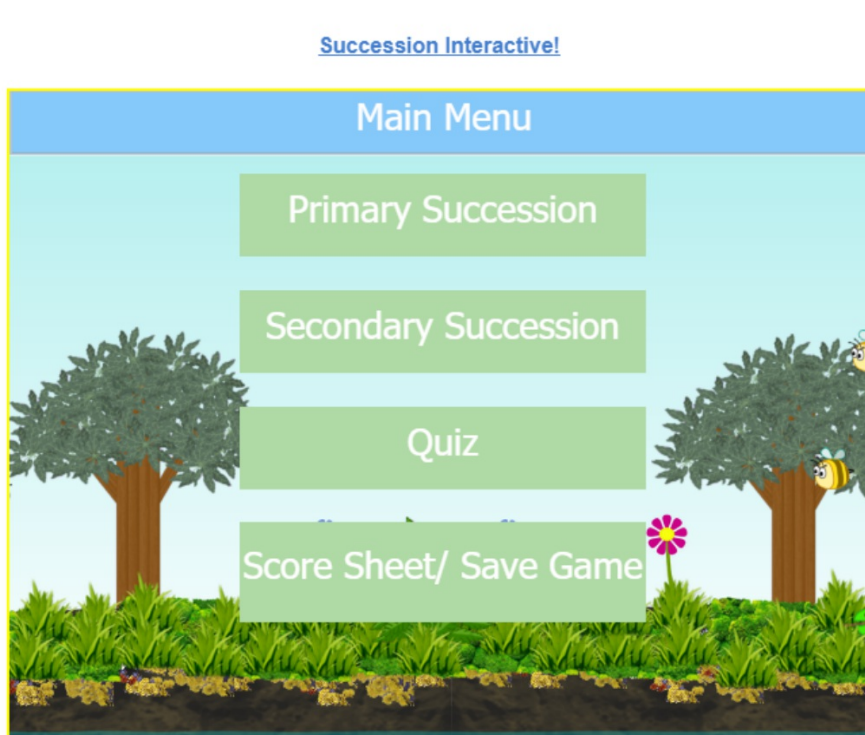 Succession Interactive!
Main Menu
Primary Succession
Secondary Succession
Quiz
Score Sheet/ Save Game